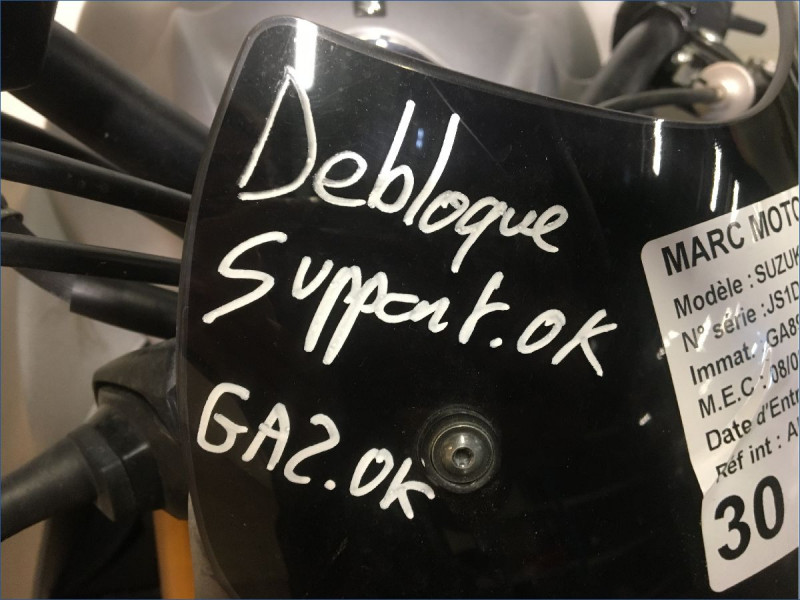 Debloque
Support.OK
GAZ.OK
MARC MOTO
Modèle : SUZUK
N° série :JS1D
Immat. :GA89
M.E.C : 08/0
Date d'Entr
Réf int : A
30